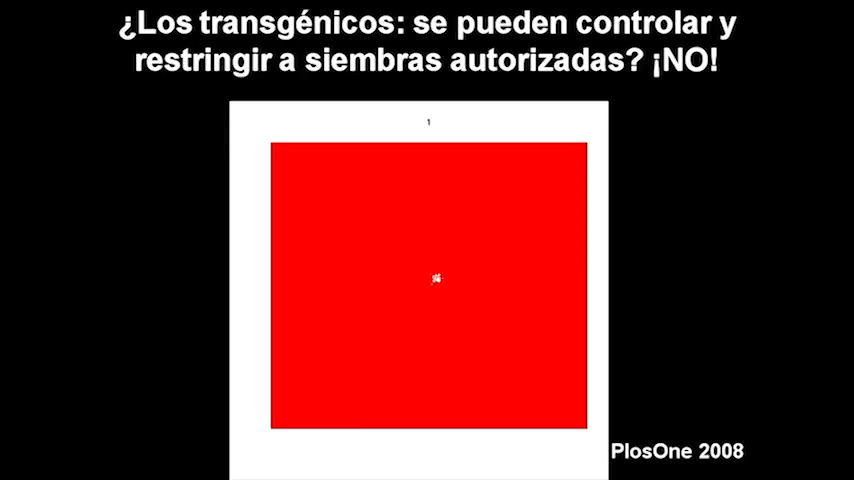 ¿Los transgénicos: se pueden controlar y
restringir a siembras autorizadas? ¡NO!
1
PlosOne 2008